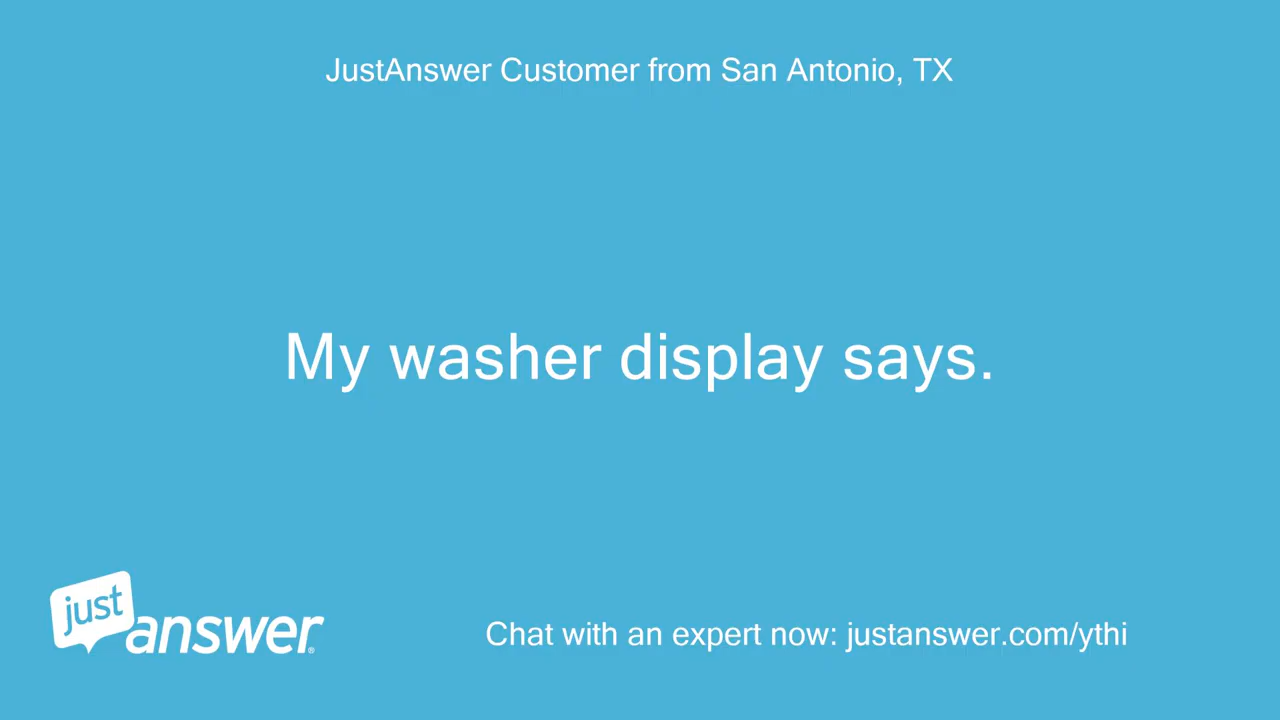 JustAnswer Customer from San Antonio, TX
My washer display says.
just
answer®
Chat with an expert now: justanswer.com/ythi